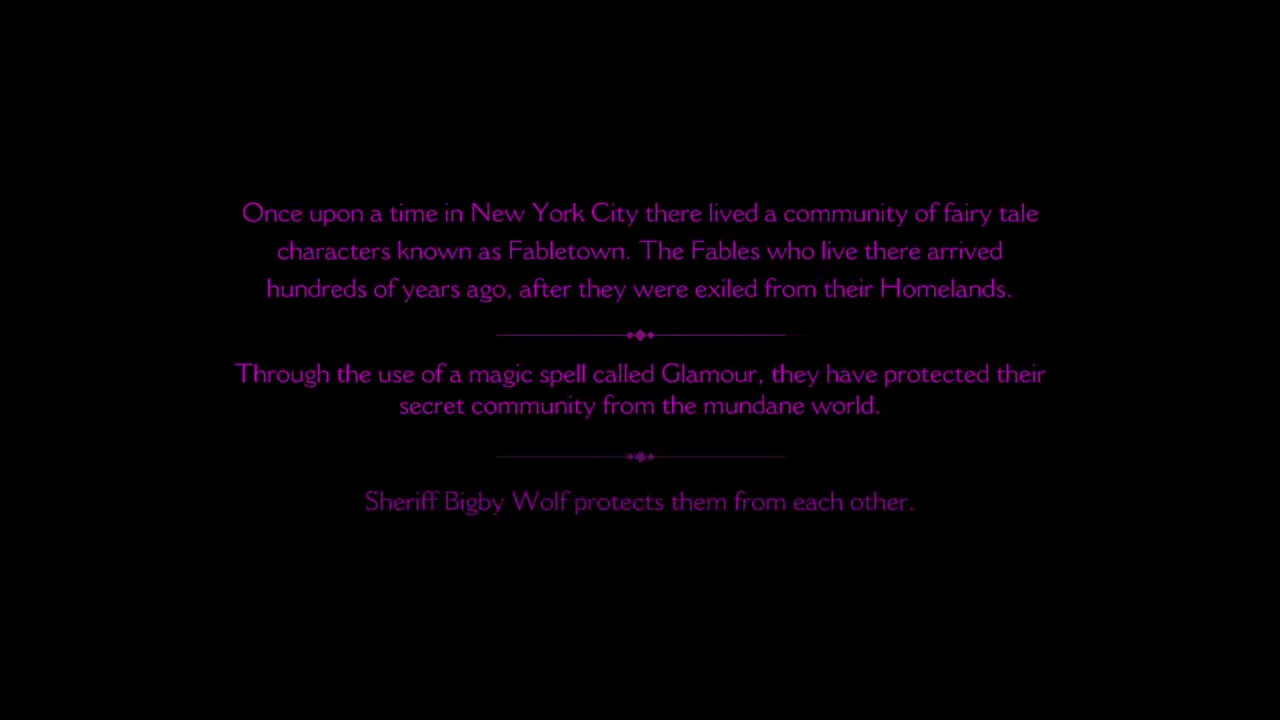 Once upon a time in New York City there lived a community of fairy tale
characters known as Fabletown. The Fables who live there arrived
hundreds of years ago, after they were exiled from their Homelands.
Through the use of a magic spell called Glamour, they have protected their
secret community from the mundane world.
Sheriff Bigby Wolf protects them from each other.